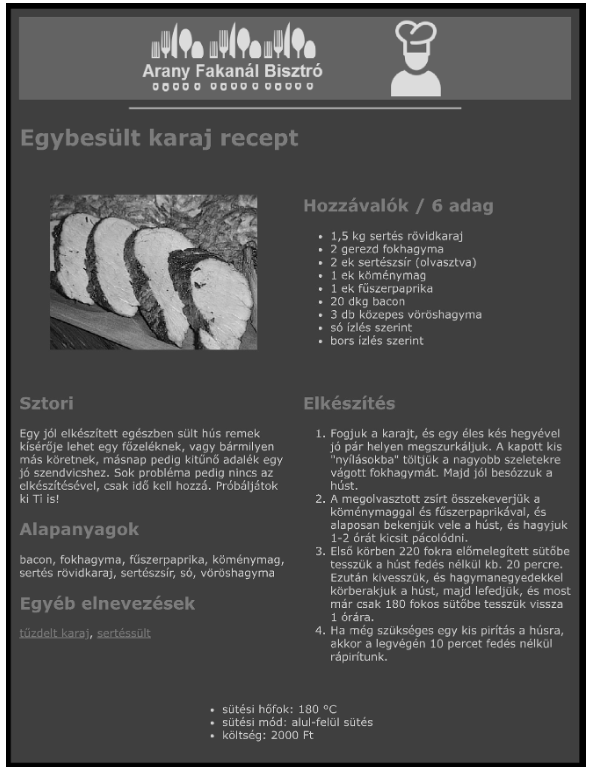 Arany Fakanál Bisztró
Egybesült karaj recept
Hozzávalók / 6 adag
• 1,5 kg sertés rövidkaraj
• 2 gerezd fokhagyma
• 2 ek sertészsír (olvasztva)
• 1 ek köménymag
• 1 ek fűszerpaprika
• 20 dkg bacon
• 3 db közepes vöröshagyma
• só ízlés szerint
• bors ízlés szerint
Sztori
Egy jól elkészített egészben sült hús remek
kísérője lehet egy főzeléknek, vagy bármilyen
más köretnek, másnap pedig kitűnő adalék egy
jó szendvicshez. Sok probléma pedig nincs az
elkészítésével, csak idő kell hozzá. Próbáljátok
ki Ti is!
Alapanyagok
bacon, fokhagyma, fűszerpaprika, köménymag,
sertés rövidkaraj, sertészsír, só, vöröshagyma
Egyéb elnevezések
tűzdelt karaj, sertéssült
Elkészítés
1. Fogjuk a karajt, és egy éles kés hegyével
jó pár helyen megszurkáljuk. A kapott kis
"nyílásokba" töltjük a nagyobb szeletekre
vágott fokhagymát. Majd jól besózzuk a
húst.
2. A megolvasztott zsírt összekeverjük a
köménymaggal és fűszerpaprikával, és
alaposan bekenjük vele a húst, és hagyjuk
1-2 órát kicsit pácolódni.
3. Első körben 220 fokra előmelegített sütőbe
tesszük a húst fedés nélkül kb. 20 percre.
Ezután kivesszük, és hagymanegyedekkel
körberakjuk a húst, majd lefedjük, és most
már csak 180 fokos sütőbe tesszük vissza
1 órára.
4. Ha még szükséges egy kis pirítás a húsra,
akkor a legvégén 10 percet fedés nélkül
rápirítunk.
• sütési hőfok: 180 °C
• sütési mód: alul-felül sütés
• költség: 2000 Ft